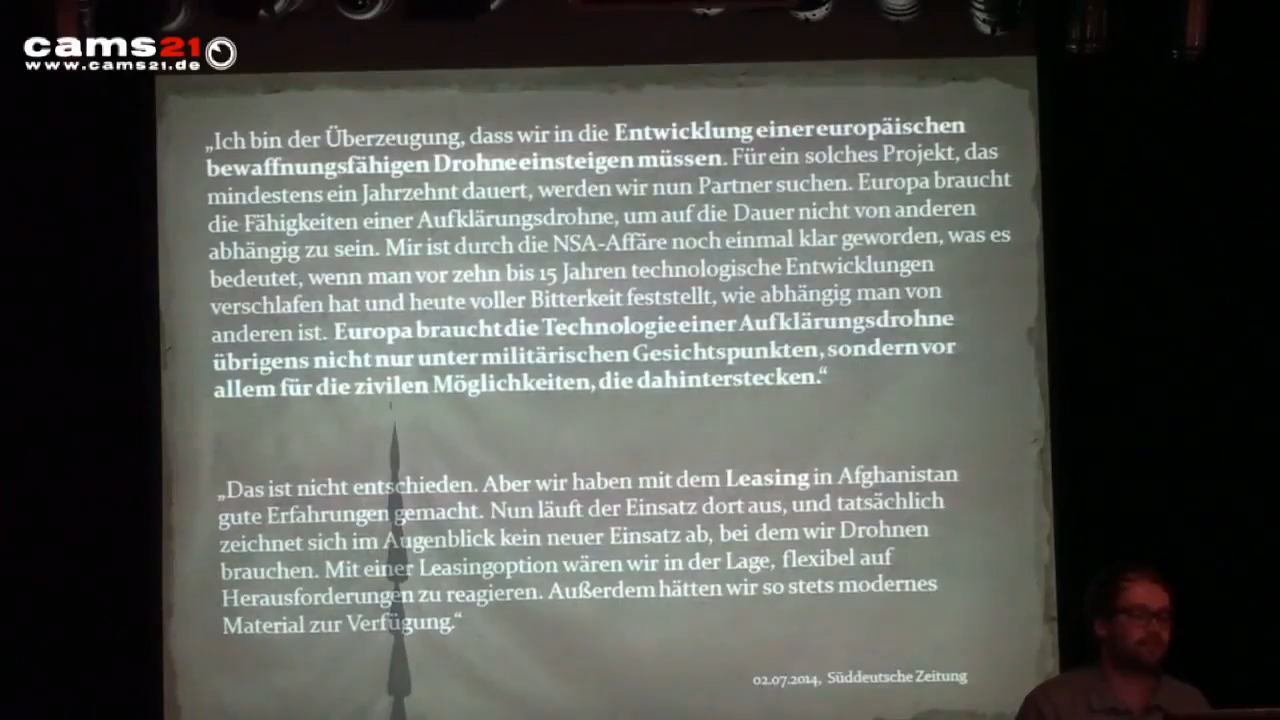 cams21
www.cams21.de
„Ich bin der Überzeugung, dass wir in die Entwicklung einer europäischen
bewaffnungsfähigen Drohne einsteigen müssen. Für ein solches Projekt, das
mindestens ein Jahrzehnt dauert, werden wir nun Partner suchen. Europa braucht
die Fähigkeiten einer Aufklärungsdrohne, um auf die Dauer nicht von anderen
abhängig zu sein. Mir ist durch die NSA-Affäre noch einmal klar geworden, was es
bedeutet, wenn man vor zehn bis 15 Jahren technologische Entwicklungen
verschlafen hat und heute voller Bitterkeit feststellt, wie abhängig man von
anderen ist. Europa braucht die Technologie einer Aufklärungsdrohne
übrigens nicht nur unter militärischen Gesichtspunkten, sondern vor
allem für die zivilen Möglichkeiten, die dahinterstecken.“
„Das ist nicht entschieden. Aber wir haben mit dem Leasing in Afghanistan
gute Erfahrungen gemacht. Nun läuft der Einsatz dort aus, und tatsächlich
zeichnet sich im Augenblick kein neuer Einsatz ab, bei dem wir Drohnen
brauchen. Mit einer Leasingoption wären wir in der Lage, flexibel auf
Herausforderungen zu reagieren. Außerdem hätten wir so stets modernes
Material zur Verfügung.“
02.07.2014, Süddeutsche Zeitung